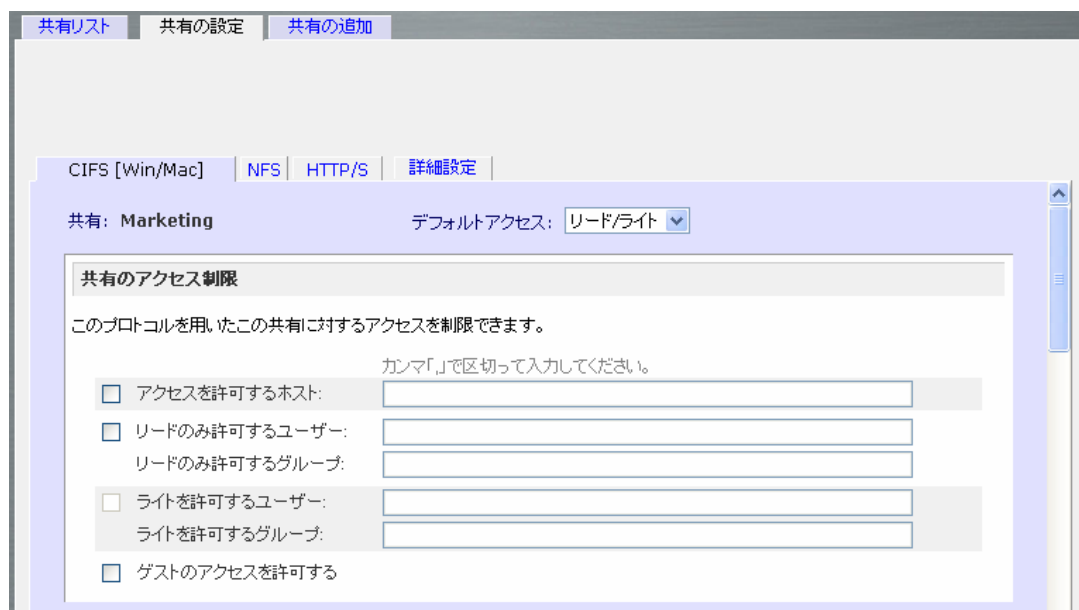 共有リスト 共有の設定 共有の追加
CIFS [Win/Mac] NFS HTTP/S 詳細設定
共有: Marketing デフォルトアクセス: リード/ライト
共有のアクセス制限
このプロトコルを用いたこの共有に対するアクセスを制限できます。
カンマ「,」で区切って入力してください。
アクセスを許可するホスト:
リードのみ許可するユーザー:
リードのみ許可するグループ:
ライトを許可するユーザー:
ライトを許可するグループ:
ゲストのアクセスを許可する